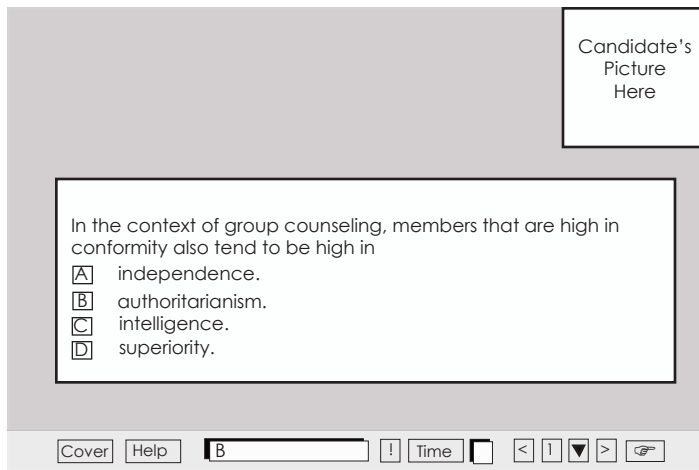 Candidate's
Picture
Here
In the context of group counseling, members that are high in
conformity also tend to be high in
A independence.
B authoritarianism.
C intelligence.
D superiority.
Cover Help B ! Time < 1 ▼ > ☞